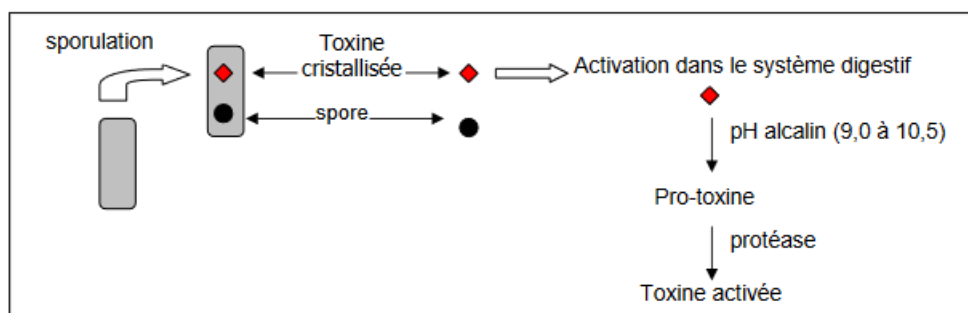 sporulation
Toxine
cristallisée
spore
Activation dans le système digestif
pH alcalin (9,0 à 10,5)
Pro-toxine
protéase
Toxine activée